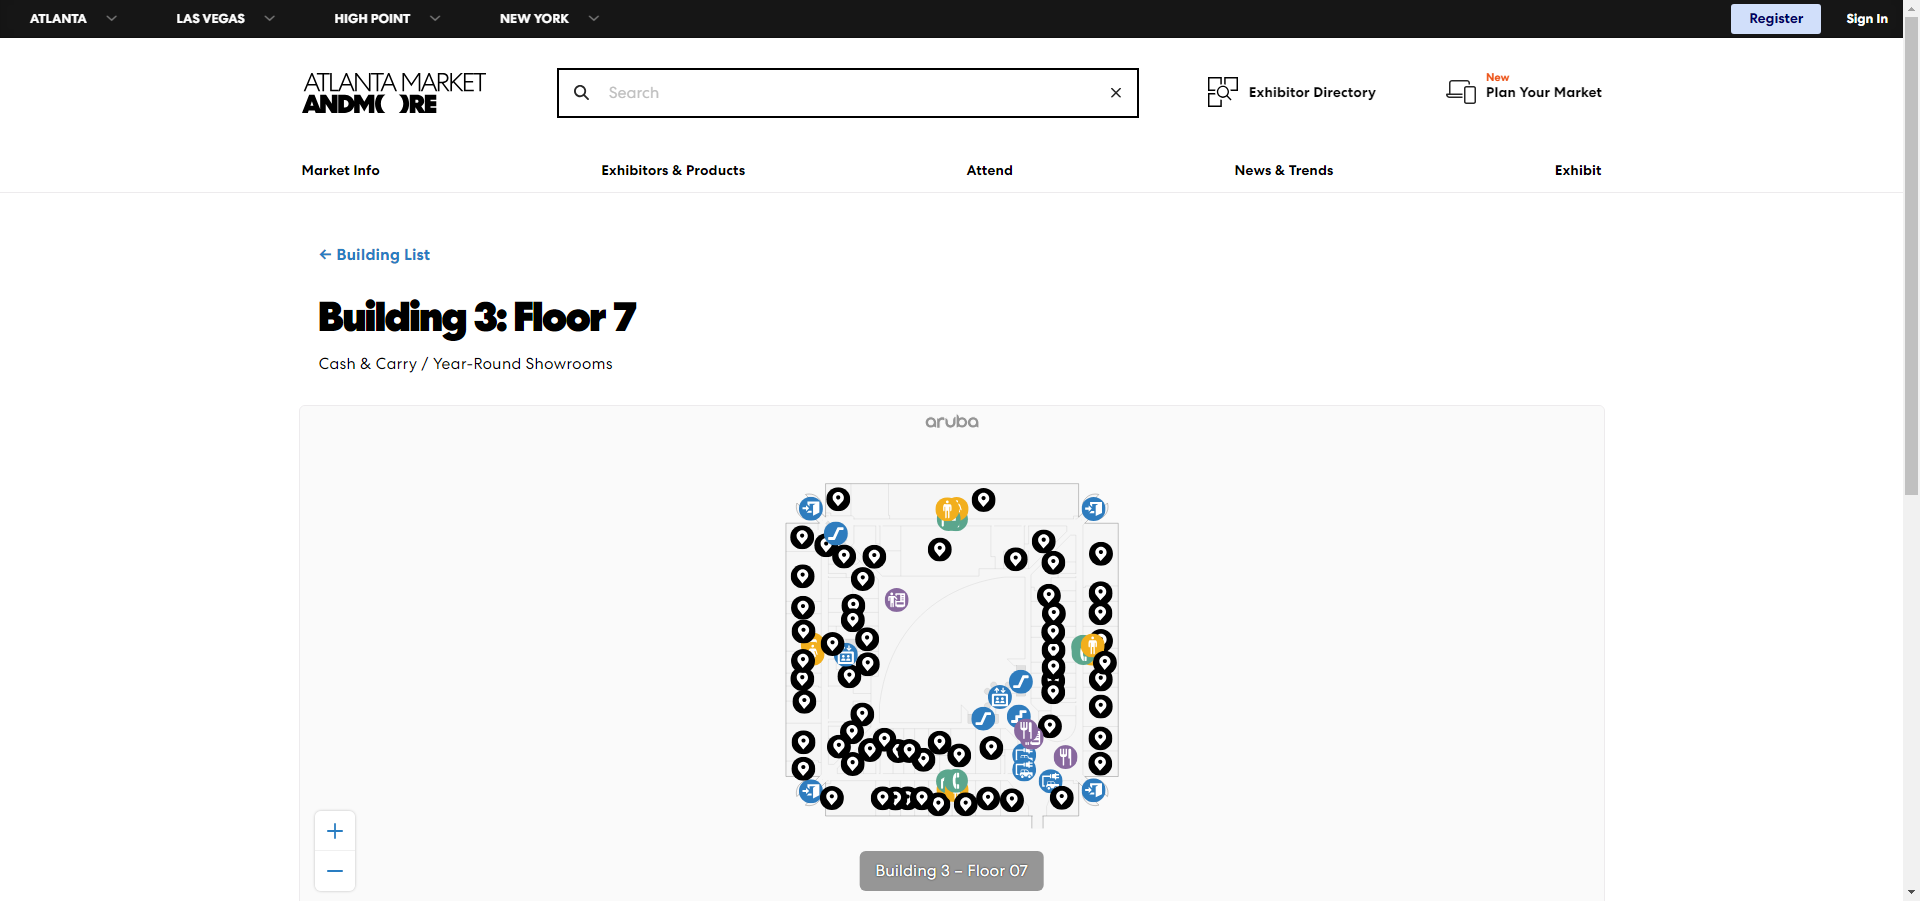 ATLANTA
LAS VEGAS
HIGH POINT
NEW YORK
Register
Sign In
ATLANTA MARKET
ANDMORE
Search
Exhibitor Directory
New
Plan Your Market
Market Info
Exhibitors & Products
Attend
News & Trends
Exhibit
← Building List
Building 3: Floor 7
Cash & Carry / Year-Round Showrooms
aruba
+
−
Building 3 – Floor 07